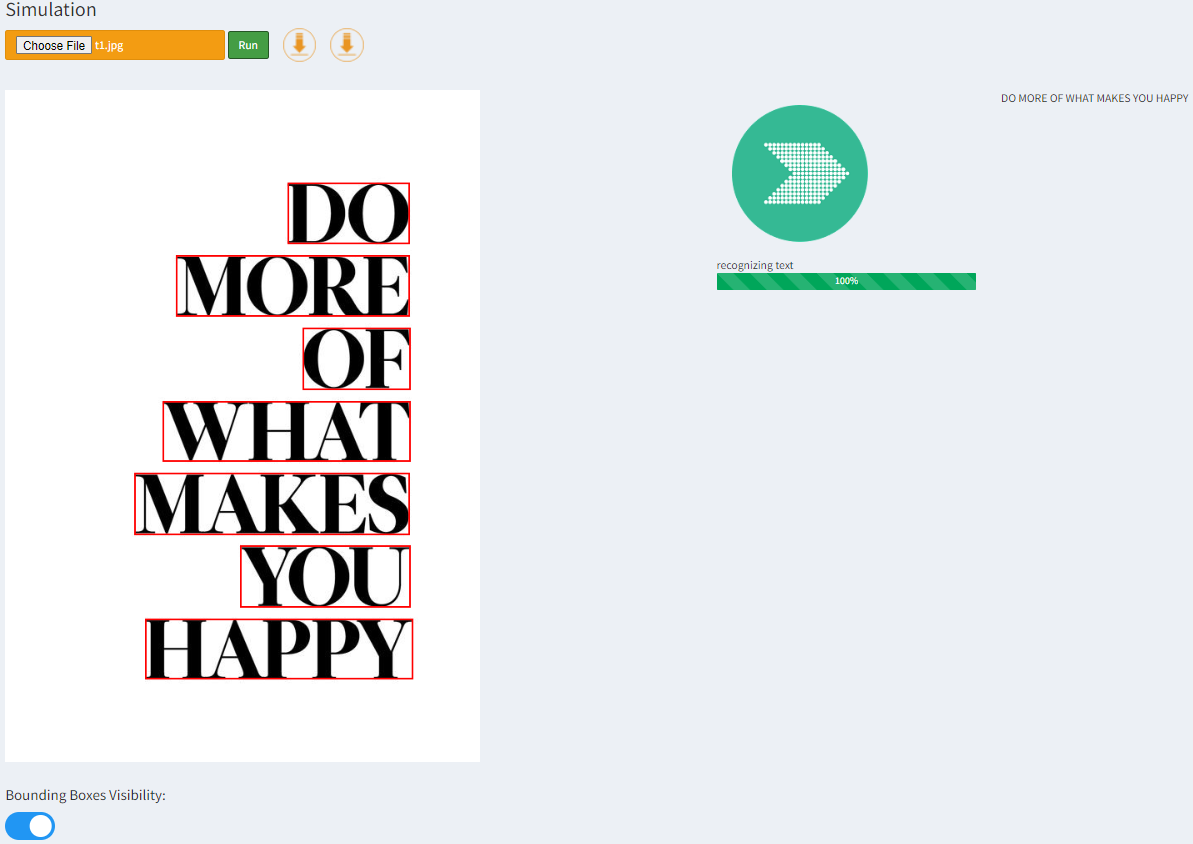 Simulation
Choose File t1.jpg Run
DO
MORE
OF
WHAT
MAKES
YOU
HAPPY
recognizing text
100%
DO MORE OF WHAT MAKES YOU HAPPY
Bounding Boxes Visibility: